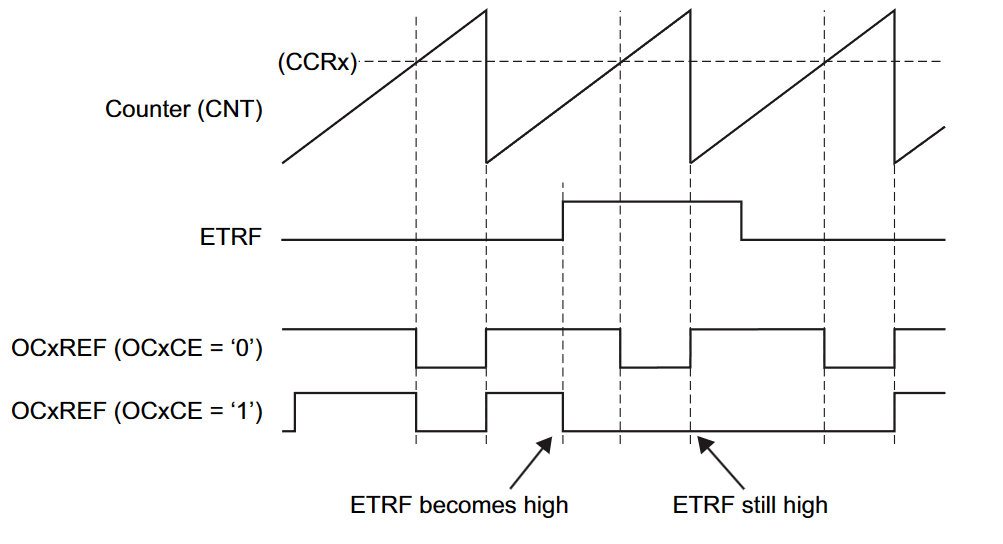 (CCRx)
Counter (CNT)
ETRF
OCxREF (OCxCE = ‘0’)
OCxREF (OCxCE = ‘1’)
ETRF becomes high
ETRF still high